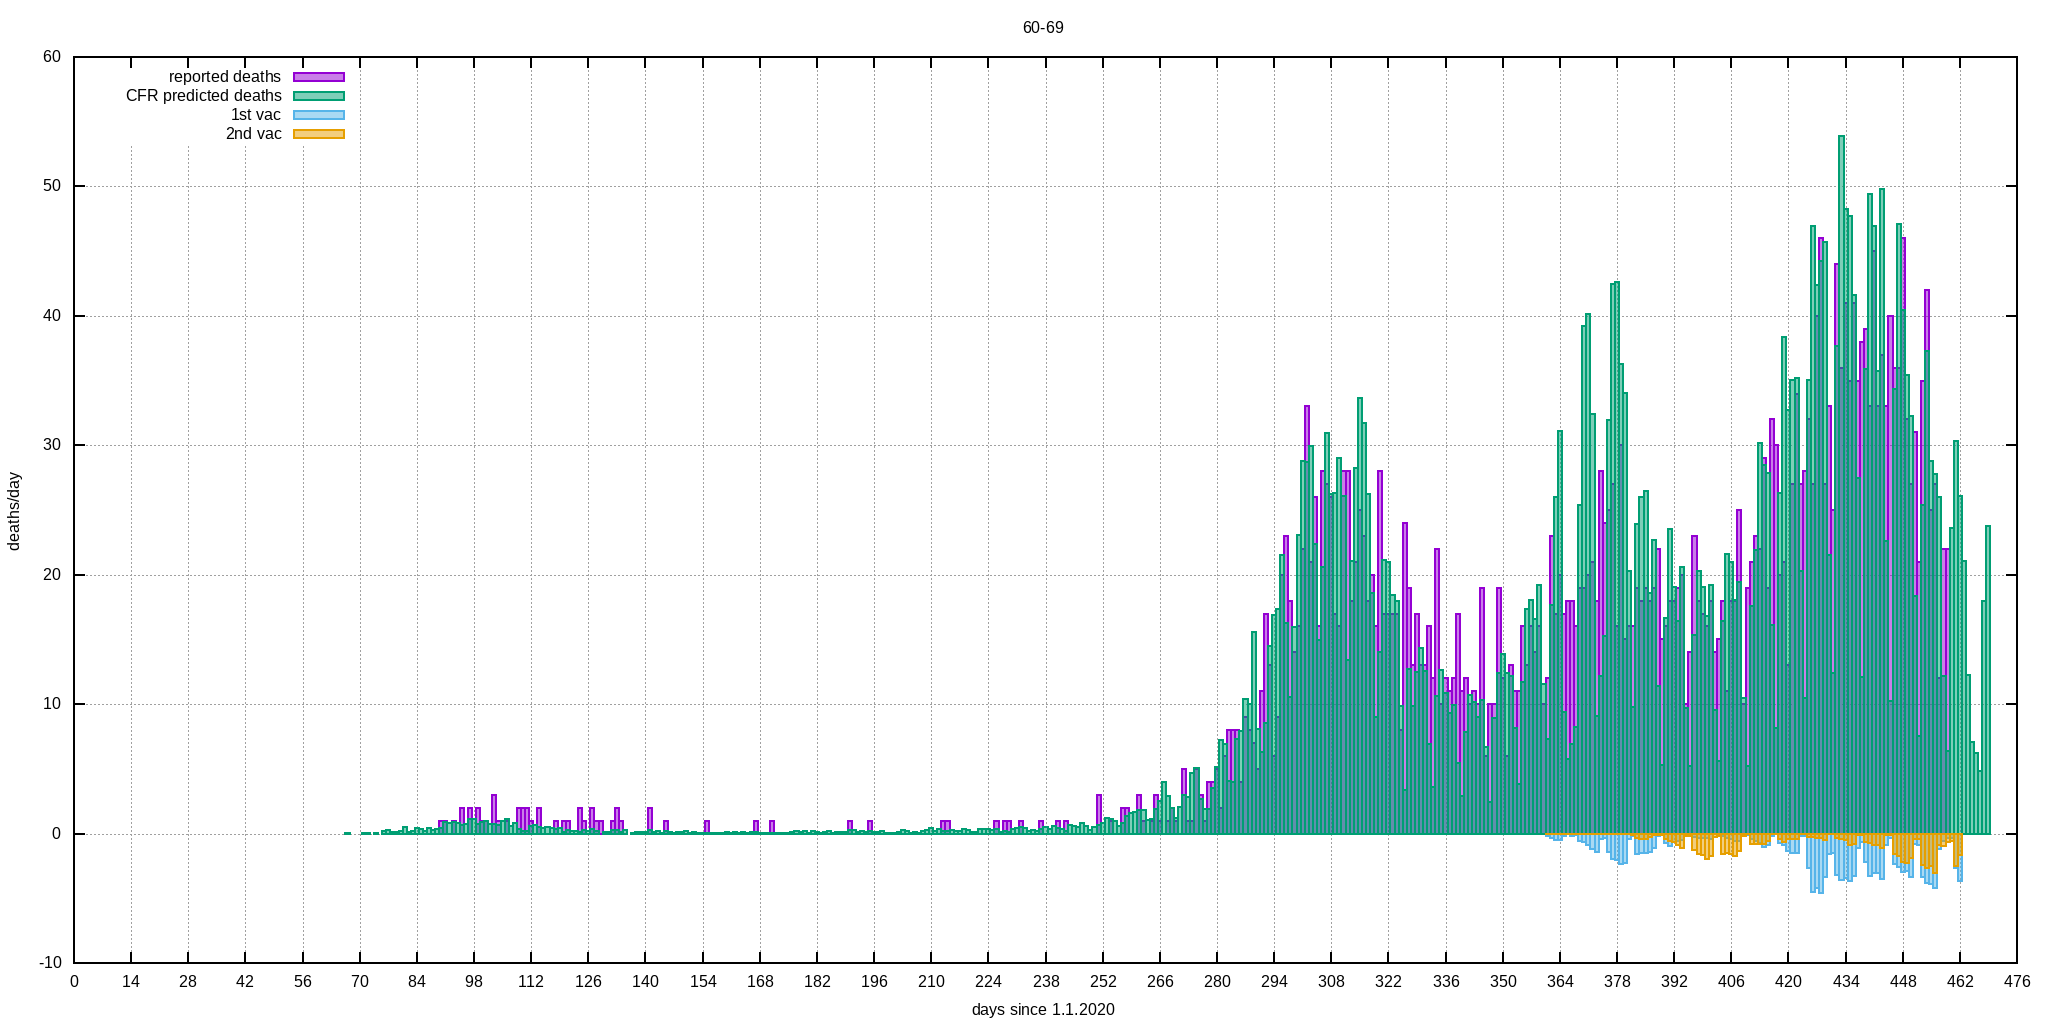 60-69
reported deaths
CFR predicted deaths
1st vac
2nd vac
60
50
40
30
20
10
0
-10
deaths/day
0 14 28 42 56 70 84 98 112 126 140 154 168 182 196 210 224 238 252 266 280 294 308 322 336 350 364 378 392 406 420 434 448 462 476
days since 1.1.2020